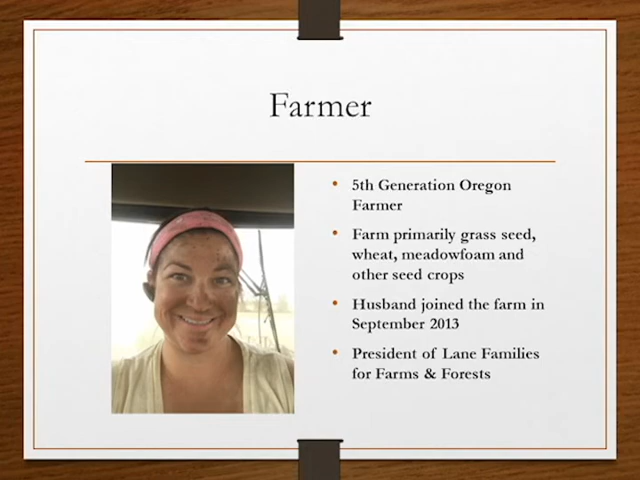 Farmer
5th Generation Oregon
Farmer
Farm primarily grass seed,
wheat, meadowfoam and
other seed crops
Husband joined the farm in
September 2013
President of Lane Families
for Farms & Forests